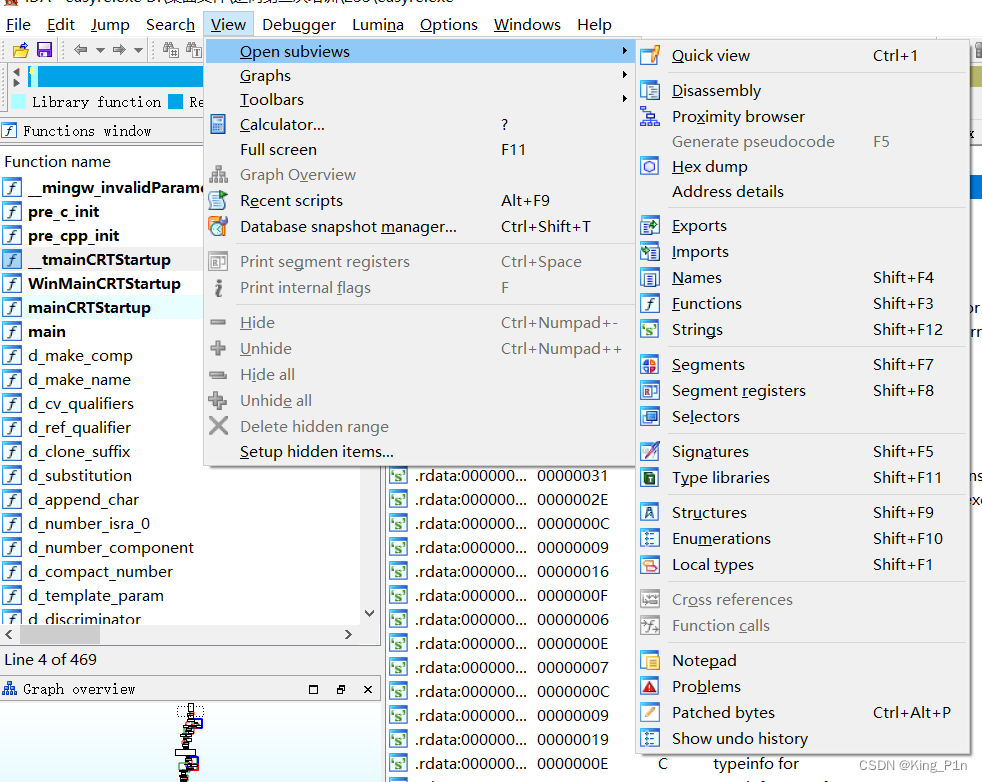 File Edit Jump Search View Debugger Lumina Options Windows Help
Library function
Functions window
Function name
__mingw_invalidParame
pre_c_init
pre_cpp_init
__tmainCRTStartup
WinMainCRTStartup
mainCRTStartup
main
d_make_comp
d_make_name
d_cv_qualifiers
d_ref_qualifier
d_clone_suffix
d_substitution
d_append_char
d_number_isra_0
d_number_component
d_compact_number
d_template_param
d_discriminator
Line 4 of 469
Graph overview
Open subviews
Graphs
Toolbars
Calculator... ?
Full screen F11
Graph Overview
Recent scripts Alt+F9
Database snapshot manager... Ctrl+Shift+T
Print segment registers Ctrl+Space
Print internal flags F
Hide Ctrl+Numpad+-
Unhide Ctrl+Numpad++
Hide all
Unhide all
Delete hidden range
Setup hidden items...
.rdata:000000... 00000031
.rdata:000000... 0000002E
.rdata:000000... 0000000C
.rdata:000000... 00000009
.rdata:000000... 00000016
.rdata:000000... 0000000F
.rdata:000000... 00000006
.rdata:000000... 0000000E
.rdata:000000... 00000007
.rdata:000000... 0000000C
.rdata:000000... 00000009
.rdata:000000... 00000019
.rdata:000000... 0000000E C typeinfo for
Quick view Ctrl+1
Disassembly
Proximity browser
Generate pseudocode F5
Hex dump
Address details
Exports
Imports
Names Shift+F4
Functions Shift+F3
Strings Shift+F12
Segments Shift+F7
Segment registers Shift+F8
Selectors
Signatures Shift+F5
Type libraries Shift+F11
Structures Shift+F9
Enumerations Shift+F10
Local types Shift+F1
Cross references
Function calls
Notepad
Problems
Patched bytes Ctrl+Alt+P
Show undo history
CSDN @King_P1n